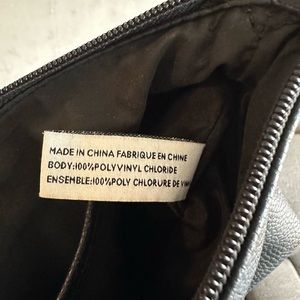 MADE IN CHINA FABRIQUE EN CHINE
BODY:100%POLYVINYL CHLORIDE
ENSEMBLE:100%POLY CHLORURE DE